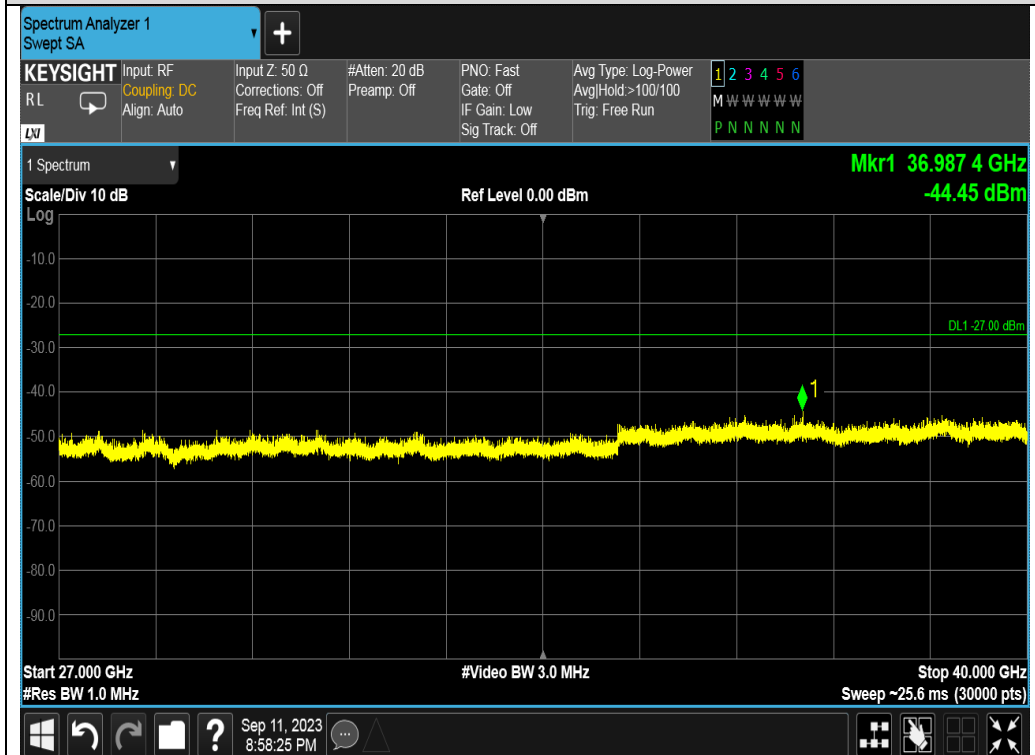 Spectrum Analyzer 1
Swept SA
+
KEYSIGHT
R L
LXI
Input: RF
Coupling: DC
Align: Auto
Input Z: 50 Ω
Corrections: Off
Freq Ref: Int (S)
#Atten: 20 dB
Preamp: Off
PNO: Fast
Gate: Off
IF Gain: Low
Sig Track: Off
Avg Type: Log-Power
Avg|Hold:>100/100
Trig: Free Run
1 2 3 4 5 6
M W W W W W
P N N N N N
1 Spectrum
Mkr1 36.987 4 GHz
-44.45 dBm
Scale/Div 10 dB
Ref Level 0.00 dBm
Log
-10.0
-20.0
DL1 -27.00 dBm
-30.0
-40.0
1
-50.0
-60.0
-70.0
-80.0
-90.0
Start 27.000 GHz
#Video BW 3.0 MHz
Stop 40.000 GHz
#Res BW 1.0 MHz
Sweep ~25.6 ms (30000 pts)
?
Sep 11, 2023
8:58:25 PM